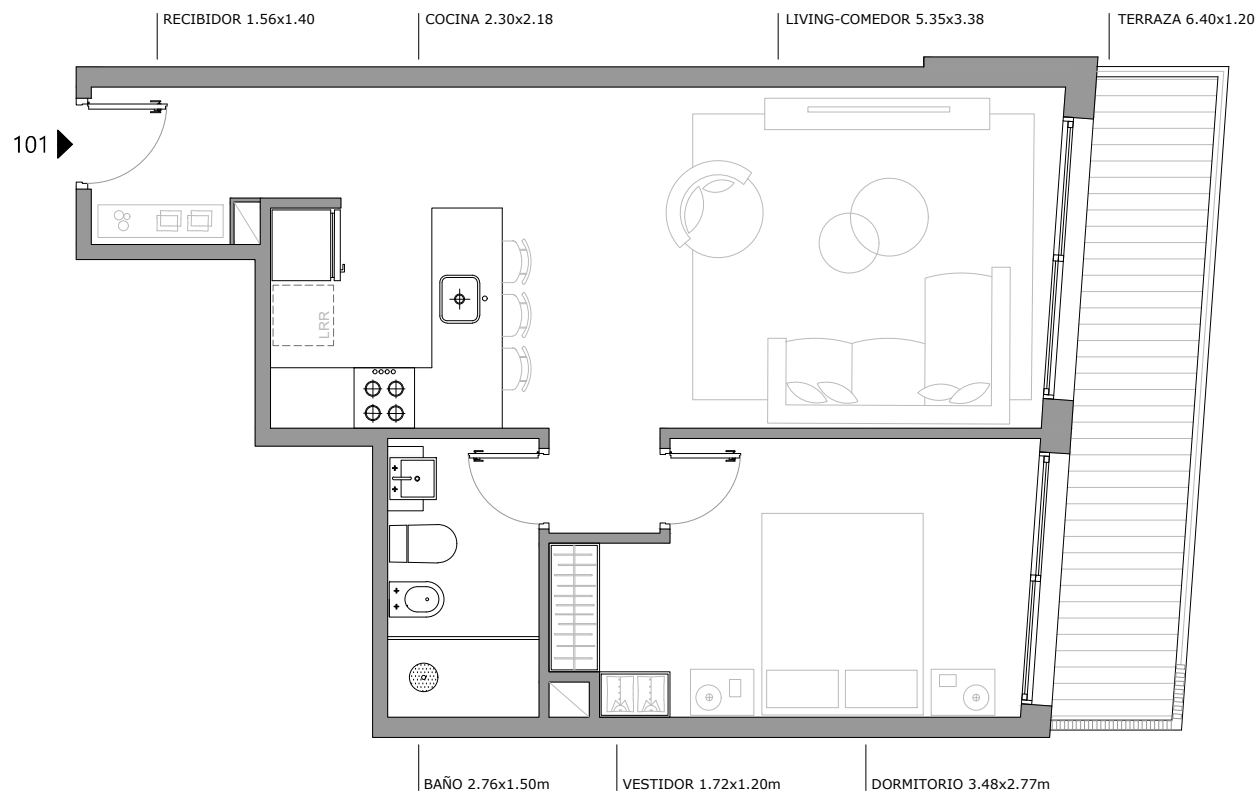 RECIBIDOR 1.56x1.40
COCINA 2.30x2.18
LIVING-COMEDOR 5.35x3.38
TERRAZA 6.40x1.20
101
LRR
BAÑO 2.76x1.50m
VESTIDOR 1.72x1.20m
DORMITORIO 3.48x2.77m